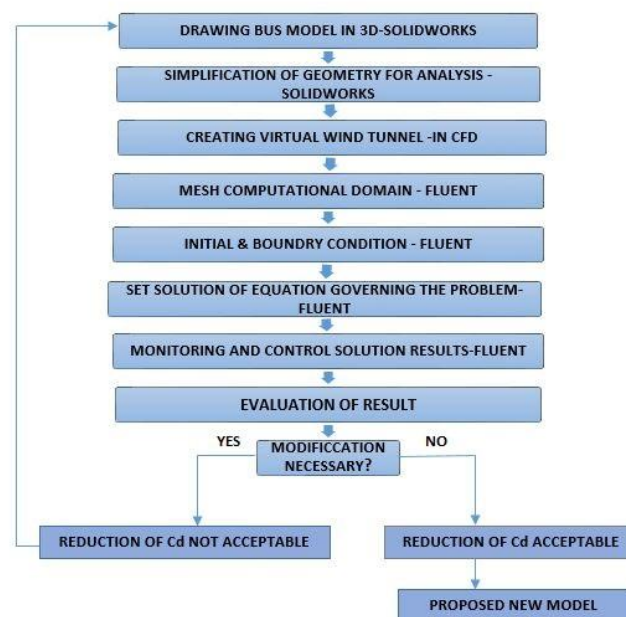 DRAWING BUS MODEL IN 3D-SOLIDWORKS
SIMPLIFICATION OF GEOMETRY FOR ANALYSIS -
SOLIDWORKS
CREATING VIRTUAL WIND TUNNEL -IN CFD
MESH COMPUTATIONAL DOMAIN - FLUENT
INITIAL & BOUNDRY CONDITION - FLUENT
SET SOLUTION OF EQUATION GOVERNING THE PROBLEM-
FLUENT
MONITORING AND CONTROL SOLUTION RESULTS-FLUENT
EVALUATION OF RESULT
YES
MODIFICCATION
NECESSARY?
NO
REDUCTION OF Cd NOT ACCEPTABLE
REDUCTION OF Cd ACCEPTABLE
PROPOSED NEW MODEL